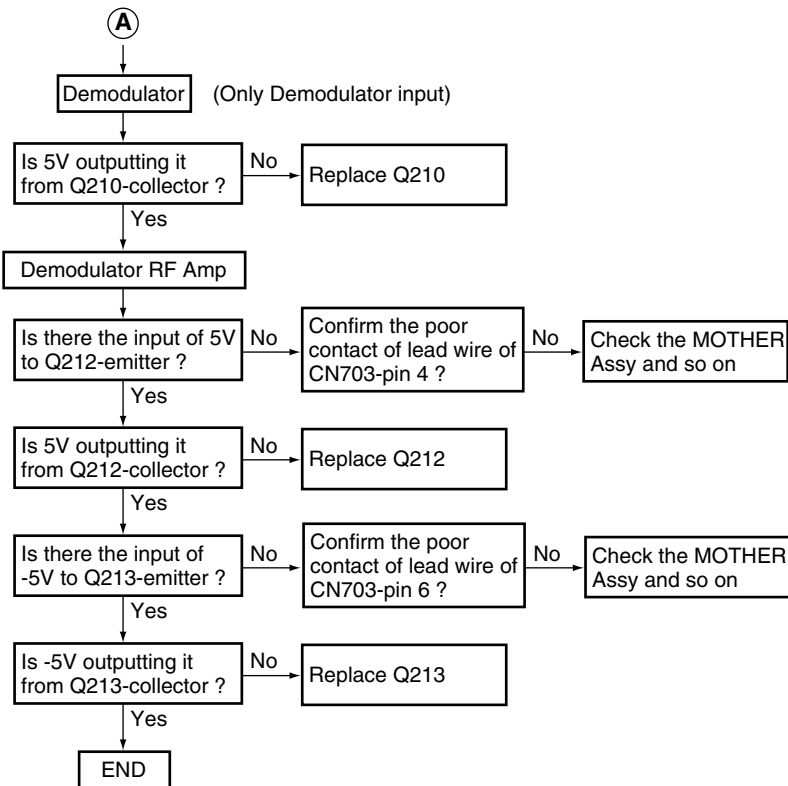 A
Demodulator
(Only Demodulator input)
Is 5V outputting it
from Q210-collector ?
No
Replace Q210
Yes
Demodulator RF Amp
Is there the input of 5V
to Q212-emitter ?
No
Confirm the poor
contact of lead wire of
CN703-pin 4 ?
No
Check the MOTHER
Assy and so on
Yes
Is 5V outputting it
from Q212-collector ?
No
Replace Q212
Yes
Is there the input of
-5V to Q213-emitter ?
No
Confirm the poor
contact of lead wire of
CN703-pin 6 ?
No
Check the MOTHER
Assy and so on
Yes
Is -5V outputting it
from Q213-collector ?
No
Replace Q213
Yes
END